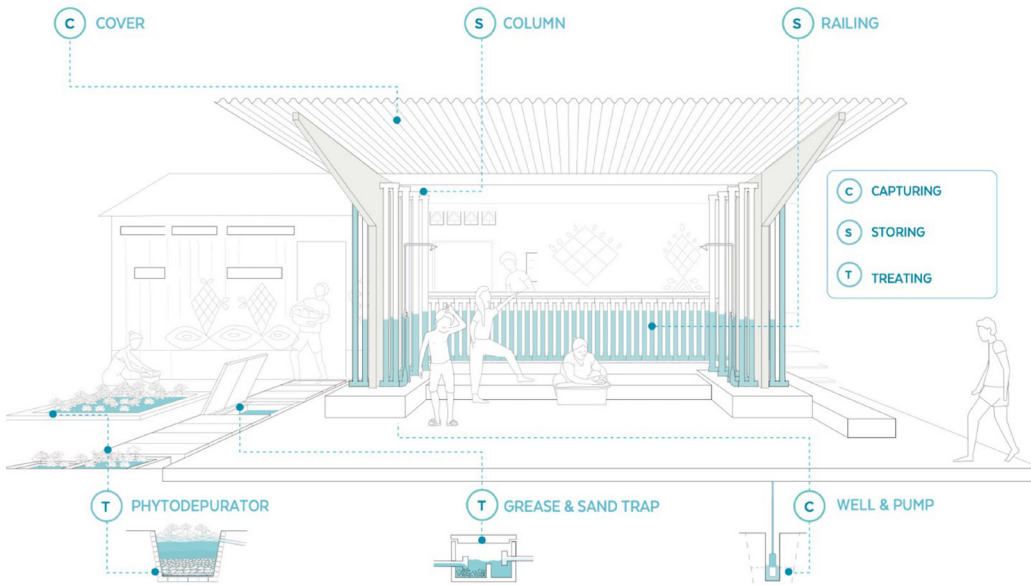 C COVER
S COLUMN
S RAILING
C CAPTURING
S STORING
T TREATING
T PHYTODEPURATOR
T GREASE & SAND TRAP
C WELL & PUMP